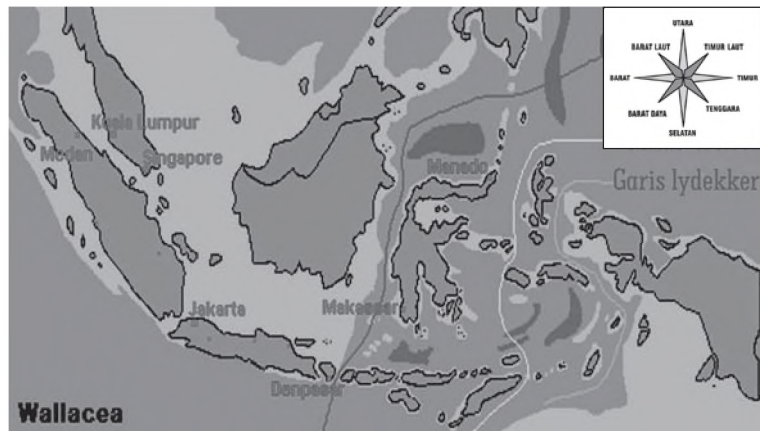 UTARA
BARAT LAUT
TIMUR LAUT
BARAT
TIMUR
BARAT DAYA
TENGGARA
SELATAN
Kuala Lumpur
Medan
Singapore
Manado
Garis lydekker
Makassar
Jakarta
Denpasar
Wallacea